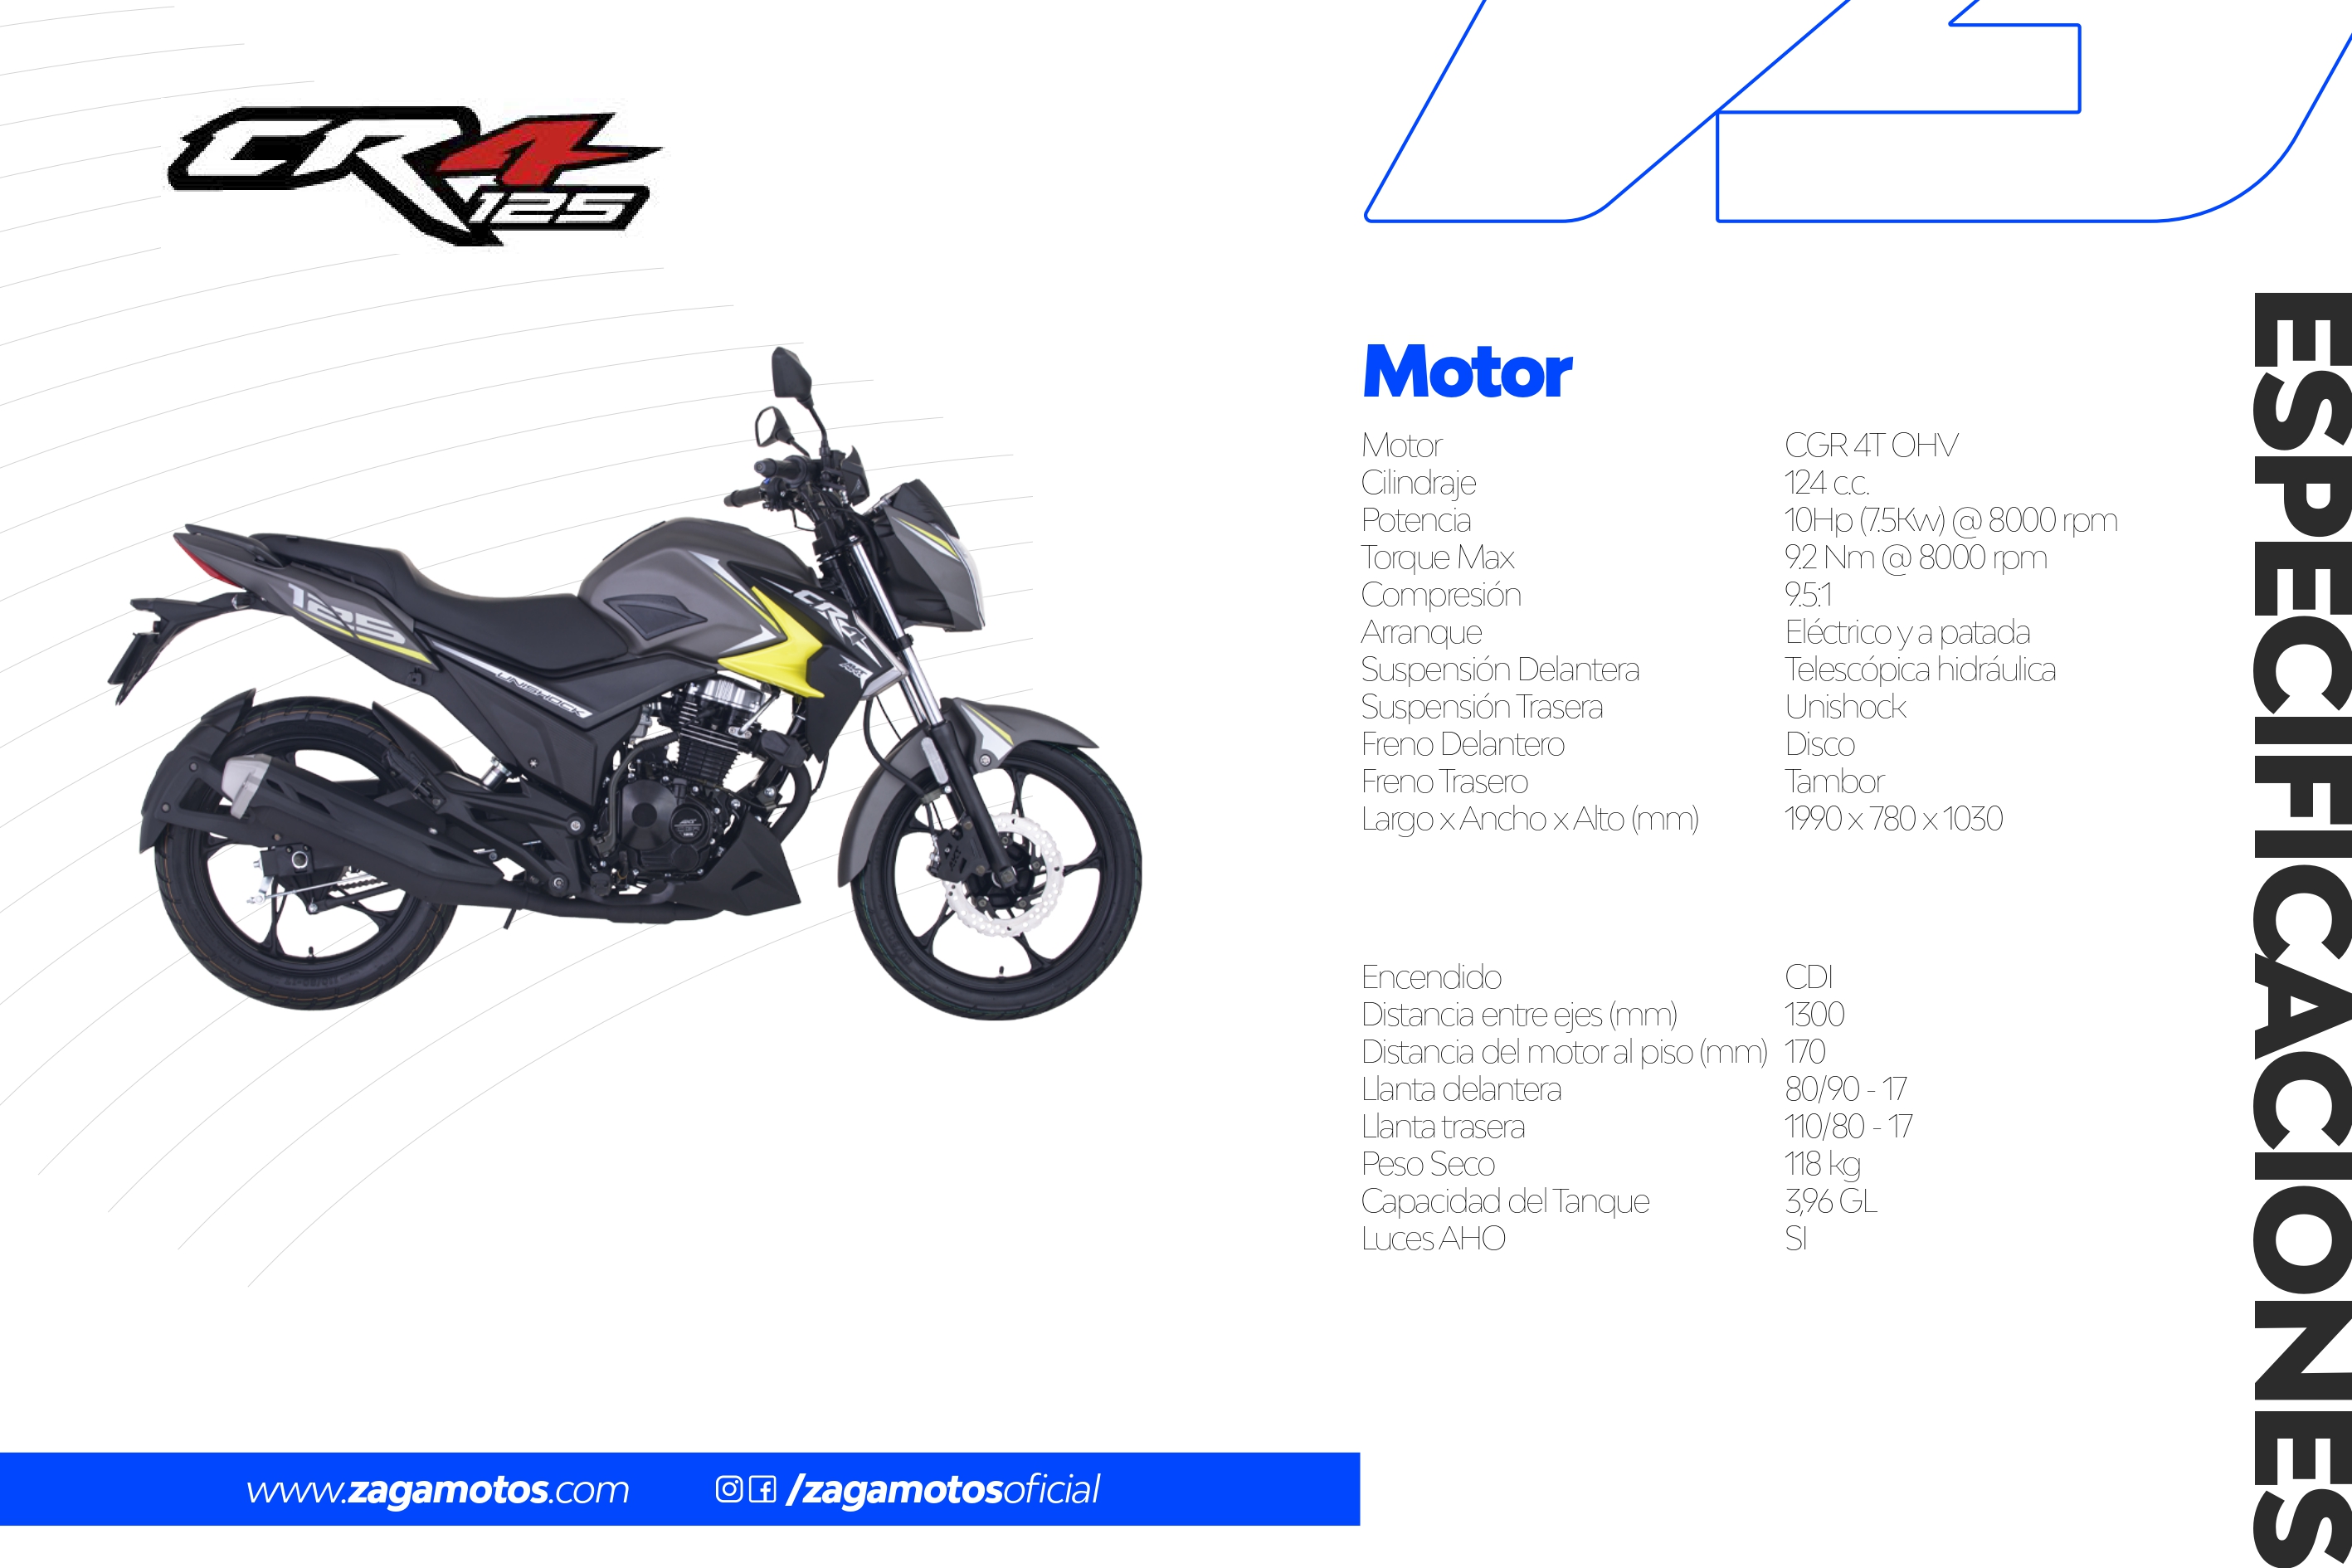 CR4
125
125
CR4
AKT
UNISHOCK
Motor
Motor CGR 4T OHV
Cilindraje 124 c.c.
Potencia 10Hp (7.5Kw) @ 8000 rpm
Torque Max 9.2 Nm @ 8000 rpm
Compresión 9.5:1
Arranque Eléctrico y a patada
Suspensión Delantera Telescópica hidráulica
Suspensión Trasera Unishock
Freno Delantero Disco
Freno Trasero Tambor
Largo x Ancho x Alto (mm) 1990 x 780 x 1030
Encendido CDI
Distancia entre ejes (mm) 1300
Distancia del motor al piso (mm) 170
Llanta delantera 80/90 - 17
Llanta trasera 110/80 - 17
Peso Seco 118 kg
Capacidad del Tanque 3,96 GL
Luces AHO SI
ESPECIFICACIONES
www.zagamotos.com /zagamotosoficial